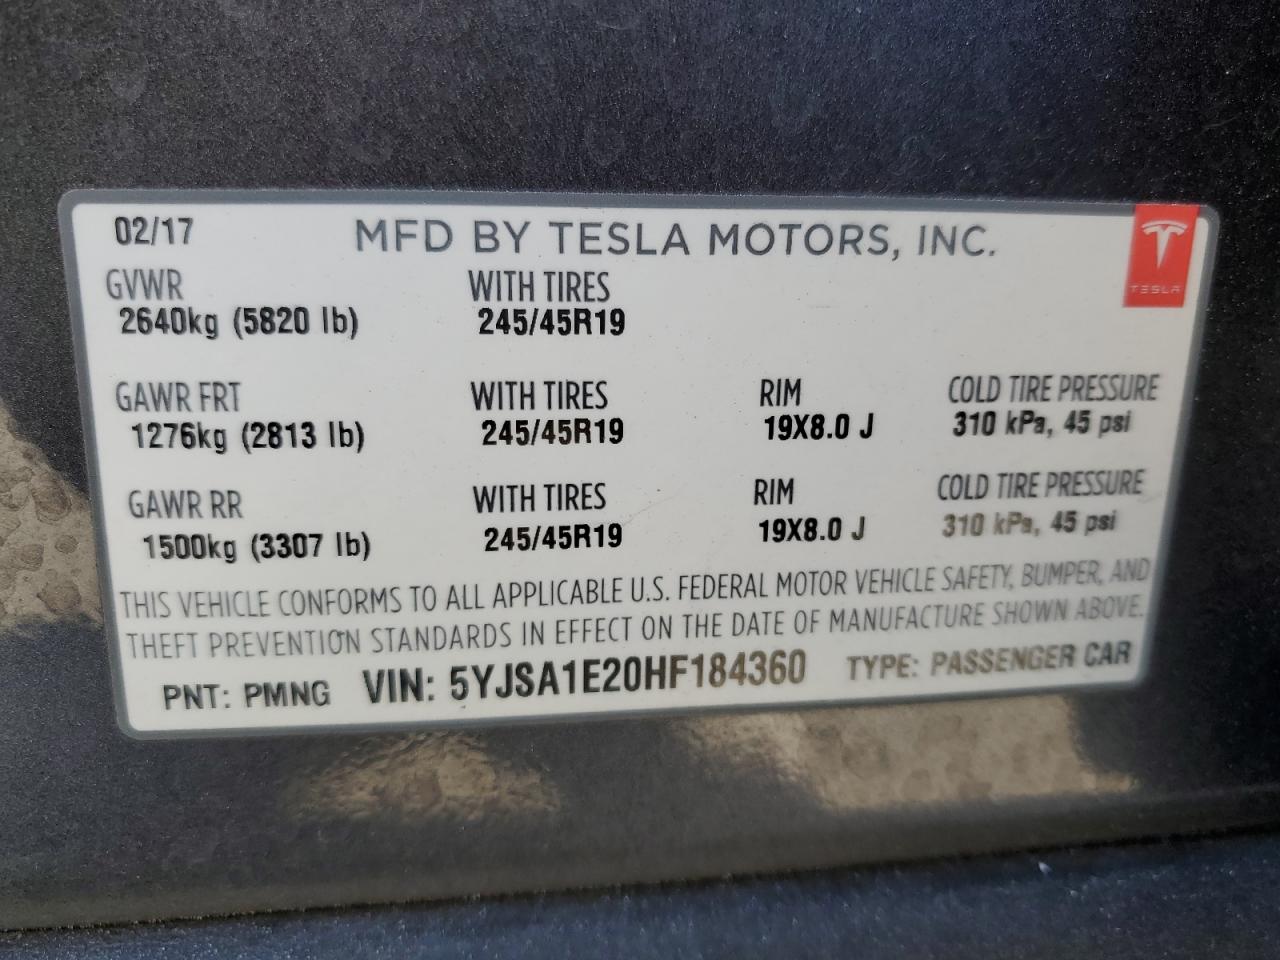 02/17 MFD BY TESLA MOTORS, INC.
TESLA
GVWR WITH TIRES
2640kg (5820 lb) 245/45R19
GAWR FRT WITH TIRES RIM COLD TIRE PRESSURE
1276kg (2813 lb) 245/45R19 19X8.0 J 310 kPa, 45 psi
GAWR RR WITH TIRES RIM COLD TIRE PRESSURE
1500kg (3307 lb) 245/45R19 19X8.0 J 310 kPa, 45 psi
THIS VEHICLE CONFORMS TO ALL APPLICABLE U.S. FEDERAL MOTOR VEHICLE SAFETY, BUMPER, AND
THEFT PREVENTION STANDARDS IN EFFECT ON THE DATE OF MANUFACTURE SHOWN ABOVE.
PNT: PMNG VIN: 5YJSA1E20HF184360 TYPE: PASSENGER CAR